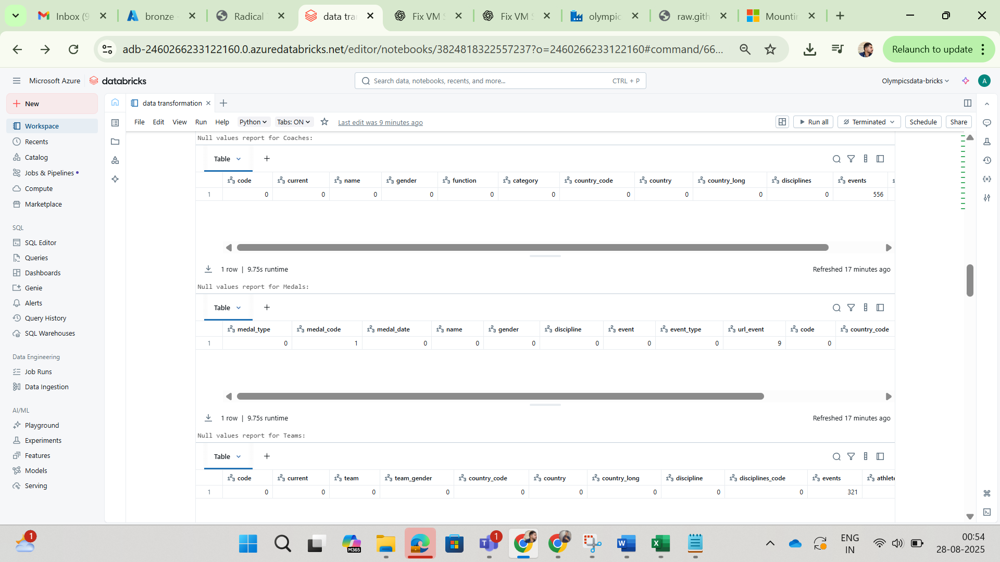 Inbox (9
bronze -
Radical
data tra
Fix VM S
Fix VM S
olympic
raw.gith
Mountin
adb-2460266233122160.0.azuredatabricks.net/editor/notebooks/3824818322557237?o=2460266233122160#command/66...
Relaunch to update
Microsoft Azure
databricks
Search data, notebooks, recents, and more...
CTRL + P
Olympicsdata-bricks
A
New
Workspace
Recents
Catalog
Jobs & Pipelines
Compute
Marketplace
SQL
SQL Editor
Queries
Dashboards
Genie
Alerts
Query History
SQL Warehouses
Data Engineering
Job Runs
Data Ingestion
AI/ML
Playground
Experiments
Features
Models
Serving
data transformation
File Edit View Run Help Python Tabs: ON Last edit was 9 minutes ago
Run all Terminated Schedule Share
Null values report for Coaches:
Table
code current name gender function category country_code country country_long disciplines events
1 0 0 0 0 0 0 0 0 0 0 556
1 row | 9.75s runtime
Refreshed 17 minutes ago
Null values report for Medals:
Table
medal_type medal_code medal_date name gender discipline event event_type url_event code country_code
1 0 1 0 0 0 0 0 0 9 0
1 row | 9.75s runtime
Refreshed 17 minutes ago
Null values report for Teams:
Table
code current team team_gender country_code country country_long discipline disciplines_code events athlete
1 0 0 0 0 0 0 0 0 0 321
1
M365
1
ENG
IN
00:54
28-08-2025